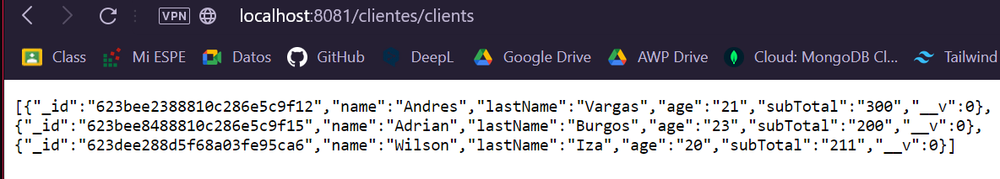 VPN localhost:8081/clientes/clients
Class Mi ESPE Datos GitHub DeepL Google Drive AWP Drive Cloud: MongoDB Cl... Tailwind
[{"_id":"623bee2388810c286e5c9f12","name":"Andres","lastName":"Vargas","age":"21","subTotal":"300","__v":0},
{"_id":"623bee8488810c286e5c9f15","name":"Adrian","lastName":"Burgos","age":"23","subTotal":"200","__v":0},
{"_id":"623dee288d5f68a03fe95ca6","name":"Wilson","lastName":"Iza","age":"20","subTotal":"211","__v":0}]